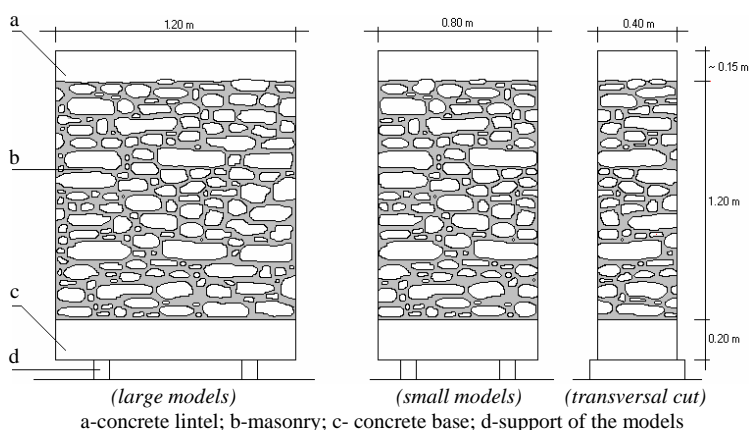 a
1.20 m
0.80 m
0.40 m
~ 0.15 m
b
1.20 m
c
0.20 m
d
(large models)
(small models)
(transversal cut)
a-concrete lintel; b-masonry; c- concrete base; d-support of the models